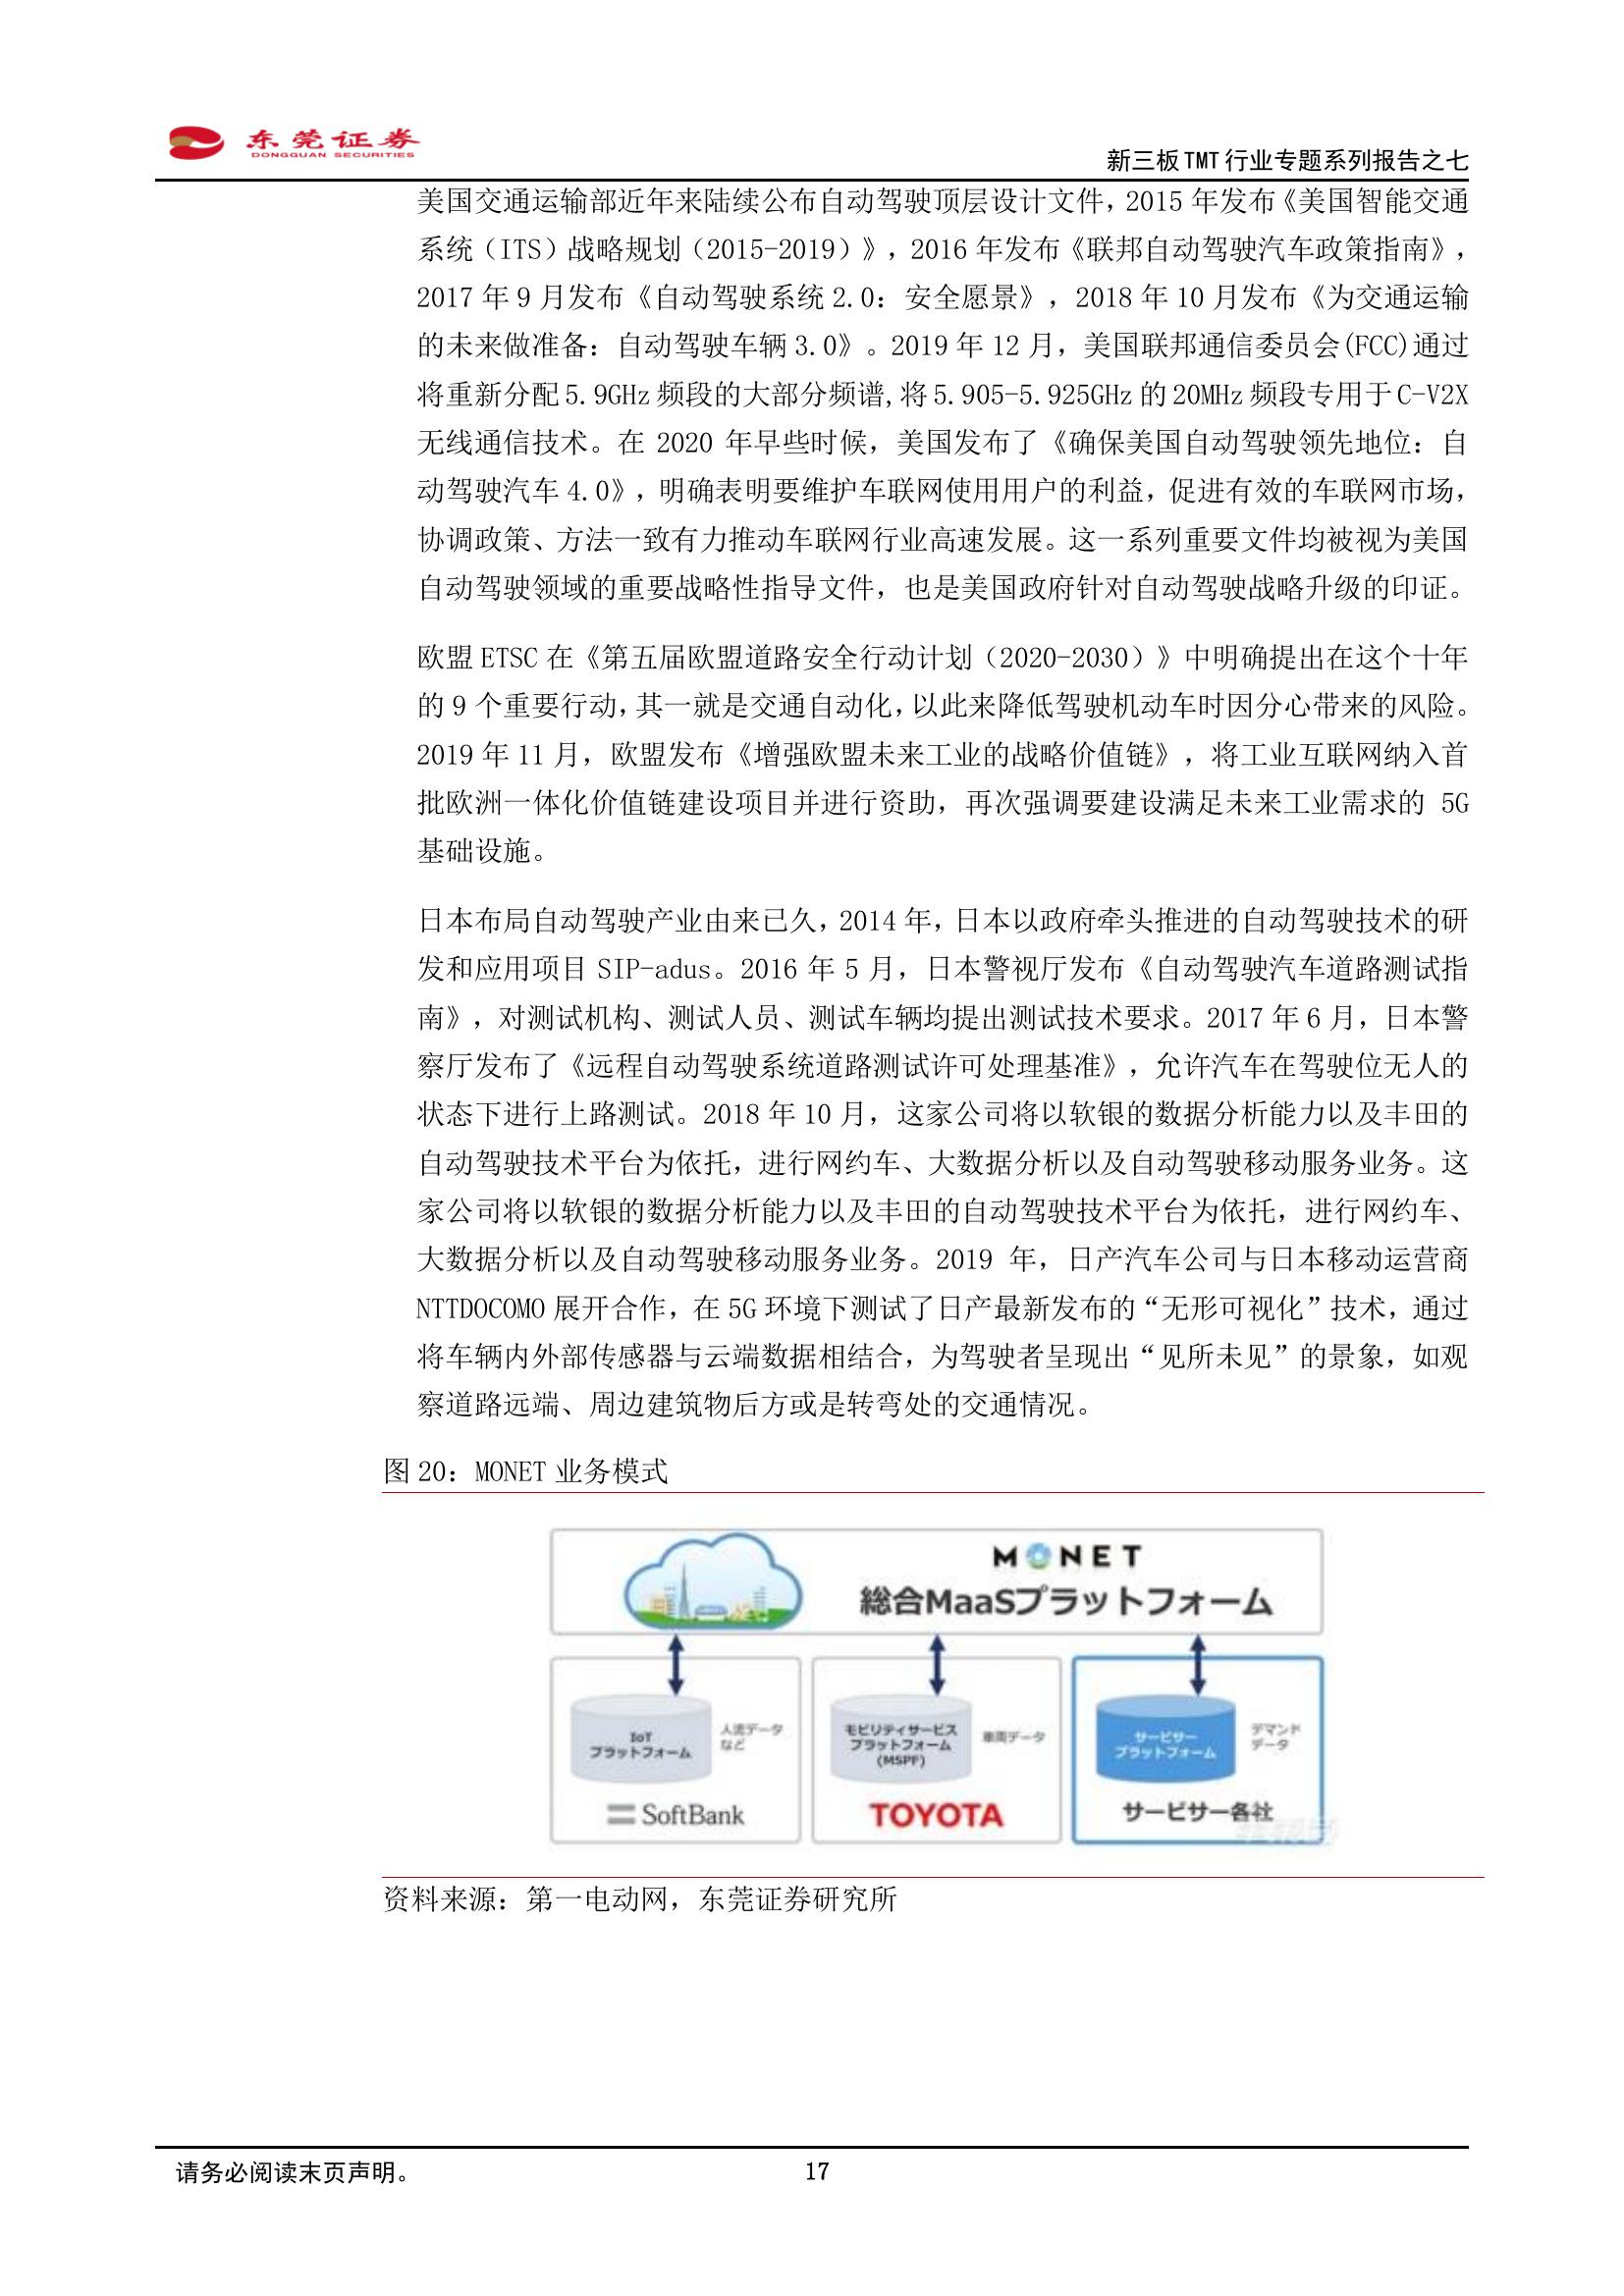 东莞证券
DONGGUAN SECURITIES
新三板 TMT 行业专题系列报告之七
美国交通运输部近年来陆续公布自动驾驶顶层设计文件，2015 年发布《美国智能交通
系统（ITS）战略规划（2015-2019）》，2016 年发布《联邦自动驾驶汽车政策指南》，
2017 年 9 月发布《自动驾驶系统 2.0：安全愿景》，2018 年 10 月发布《为交通运输
的未来做准备：自动驾驶车辆 3.0》。2019 年 12 月，美国联邦通信委员会(FCC)通过
将重新分配 5.9GHz 频段的大部分频谱,将 5.905-5.925GHz 的 20MHz 频段专用于 C-V2X
无线通信技术。在 2020 年早些时候，美国发布了《确保美国自动驾驶领先地位：自
动驾驶汽车 4.0》，明确表明要维护车联网使用用户的利益，促进有效的车联网市场，
协调政策、方法一致有力推动车联网行业高速发展。这一系列重要文件均被视为美国
自动驾驶领域的重要战略性指导文件，也是美国政府针对自动驾驶战略升级的印证。
欧盟 ETSC 在《第五届欧盟道路安全行动计划（2020-2030）》中明确提出在这个十年
的 9 个重要行动，其一就是交通自动化，以此来降低驾驶机动车时因分心带来的风险。
2019 年 11 月，欧盟发布《增强欧盟未来工业的战略价值链》，将工业互联网纳入首
批欧洲一体化价值链建设项目并进行资助，再次强调要建设满足未来工业需求的 5G
基础设施。
日本布局自动驾驶产业由来已久，2014 年，日本以政府牵头推进的自动驾驶技术的研
发和应用项目 SIP-adus。2016 年 5 月，日本警视厅发布《自动驾驶汽车道路测试指
南》，对测试机构、测试人员、测试车辆均提出测试技术要求。2017 年 6 月，日本警
察厅发布了《远程自动驾驶系统道路测试许可处理基准》，允许汽车在驾驶位无人的
状态下进行上路测试。2018 年 10 月，这家公司将以软银的数据分析能力以及丰田的
自动驾驶技术平台为依托，进行网约车、大数据分析以及自动驾驶移动服务业务。这
家公司将以软银的数据分析能力以及丰田的自动驾驶技术平台为依托，进行网约车、
大数据分析以及自动驾驶移动服务业务。2019 年，日产汽车公司与日本移动运营商
NTTDOCOMO 展开合作，在 5G 环境下测试了日产最新发布的“无形可视化”技术，通过
将车辆内外部传感器与云端数据相结合，为驾驶者呈现出“见所未见”的景象，如观
察道路远端、周边建筑物后方或是转弯处的交通情况。
图 20：MONET 业务模式
MONET
総合MaaSプラットフォーム
IoT
プラットフォーム
人流データ
など
SoftBank
モビリティサービス
プラットフォーム
(MSPF)
車両データ
TOYOTA
サービサー
プラットフォーム
デマンド
データ
サービサー各社
资料来源：第一电动网，东莞证券研究所
请务必阅读末页声明。
17